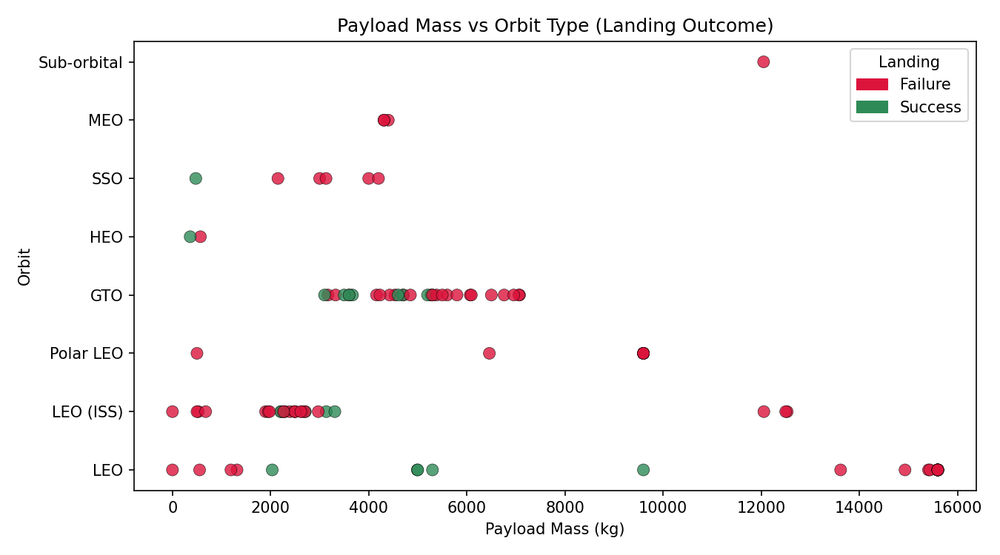 Payload Mass vs Orbit Type (Landing Outcome)
Landing
Failure
Success
Orbit
Sub-orbital
MEO
SSO
HEO
GTO
Polar LEO
LEO (ISS)
LEO
0 2000 4000 6000 8000 10000 12000 14000 16000
Payload Mass (kg)